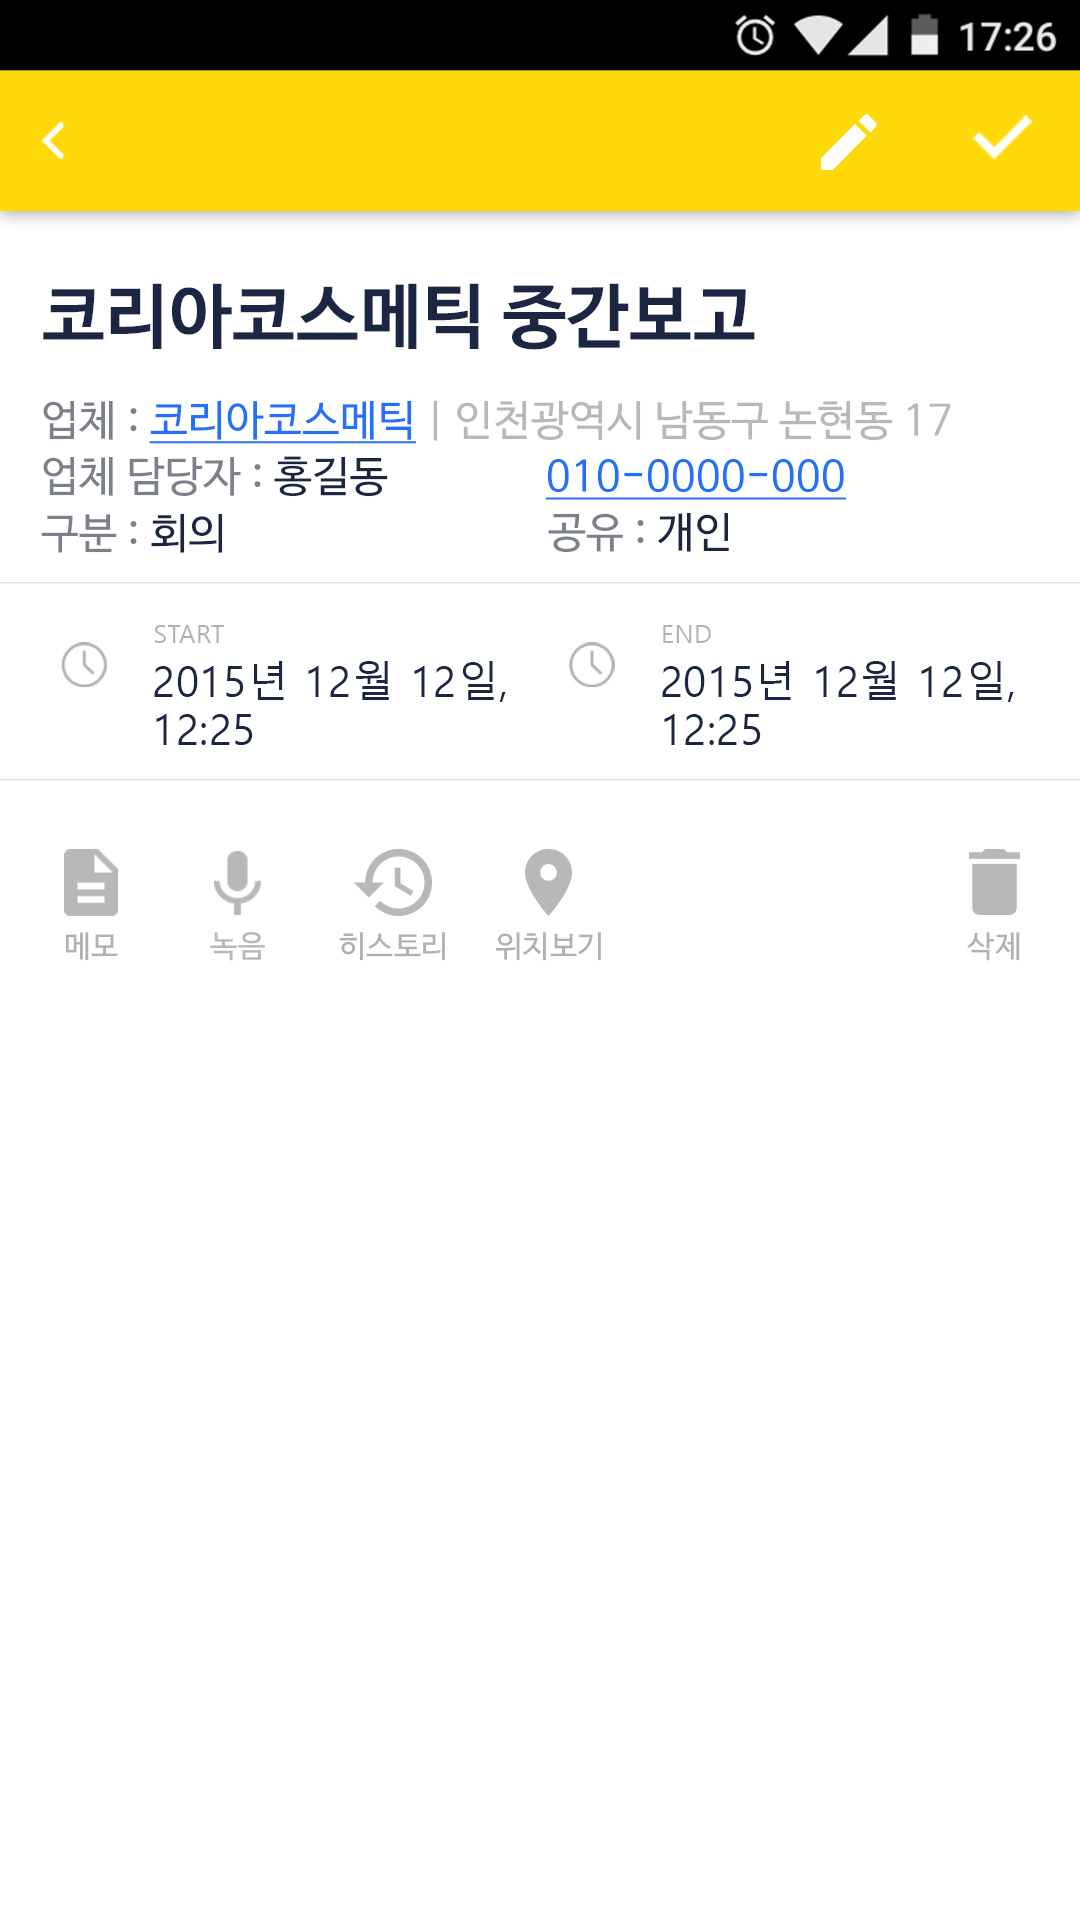 17:26
코리아코스메틱 중간보고
업체 : 코리아코스메틱 | 인천광역시 남동구 논현동 17
업체 담당자 : 홍길동 010-0000-000
구분 : 회의 공유 : 개인
START
2015년 12월 12일,
12:25
END
2015년 12월 12일,
12:25
메모 녹음 히스토리 위치보기 삭제